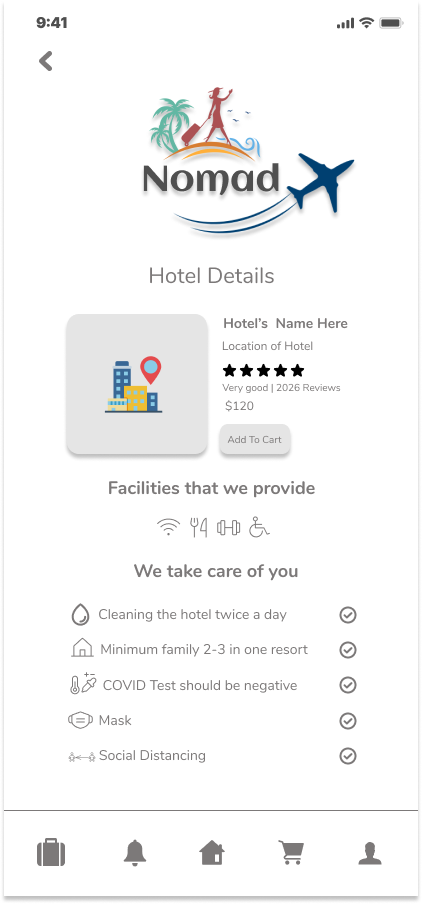 9:41
Nomad
Hotel Details
Hotel's Name Here
Location of Hotel
Very good | 2026 Reviews
$120
Add To Cart
Facilities that we provide
We take care of you
Cleaning the hotel twice a day
Minimum family 2-3 in one resort
COVID Test should be negative
Mask
Social Distancing